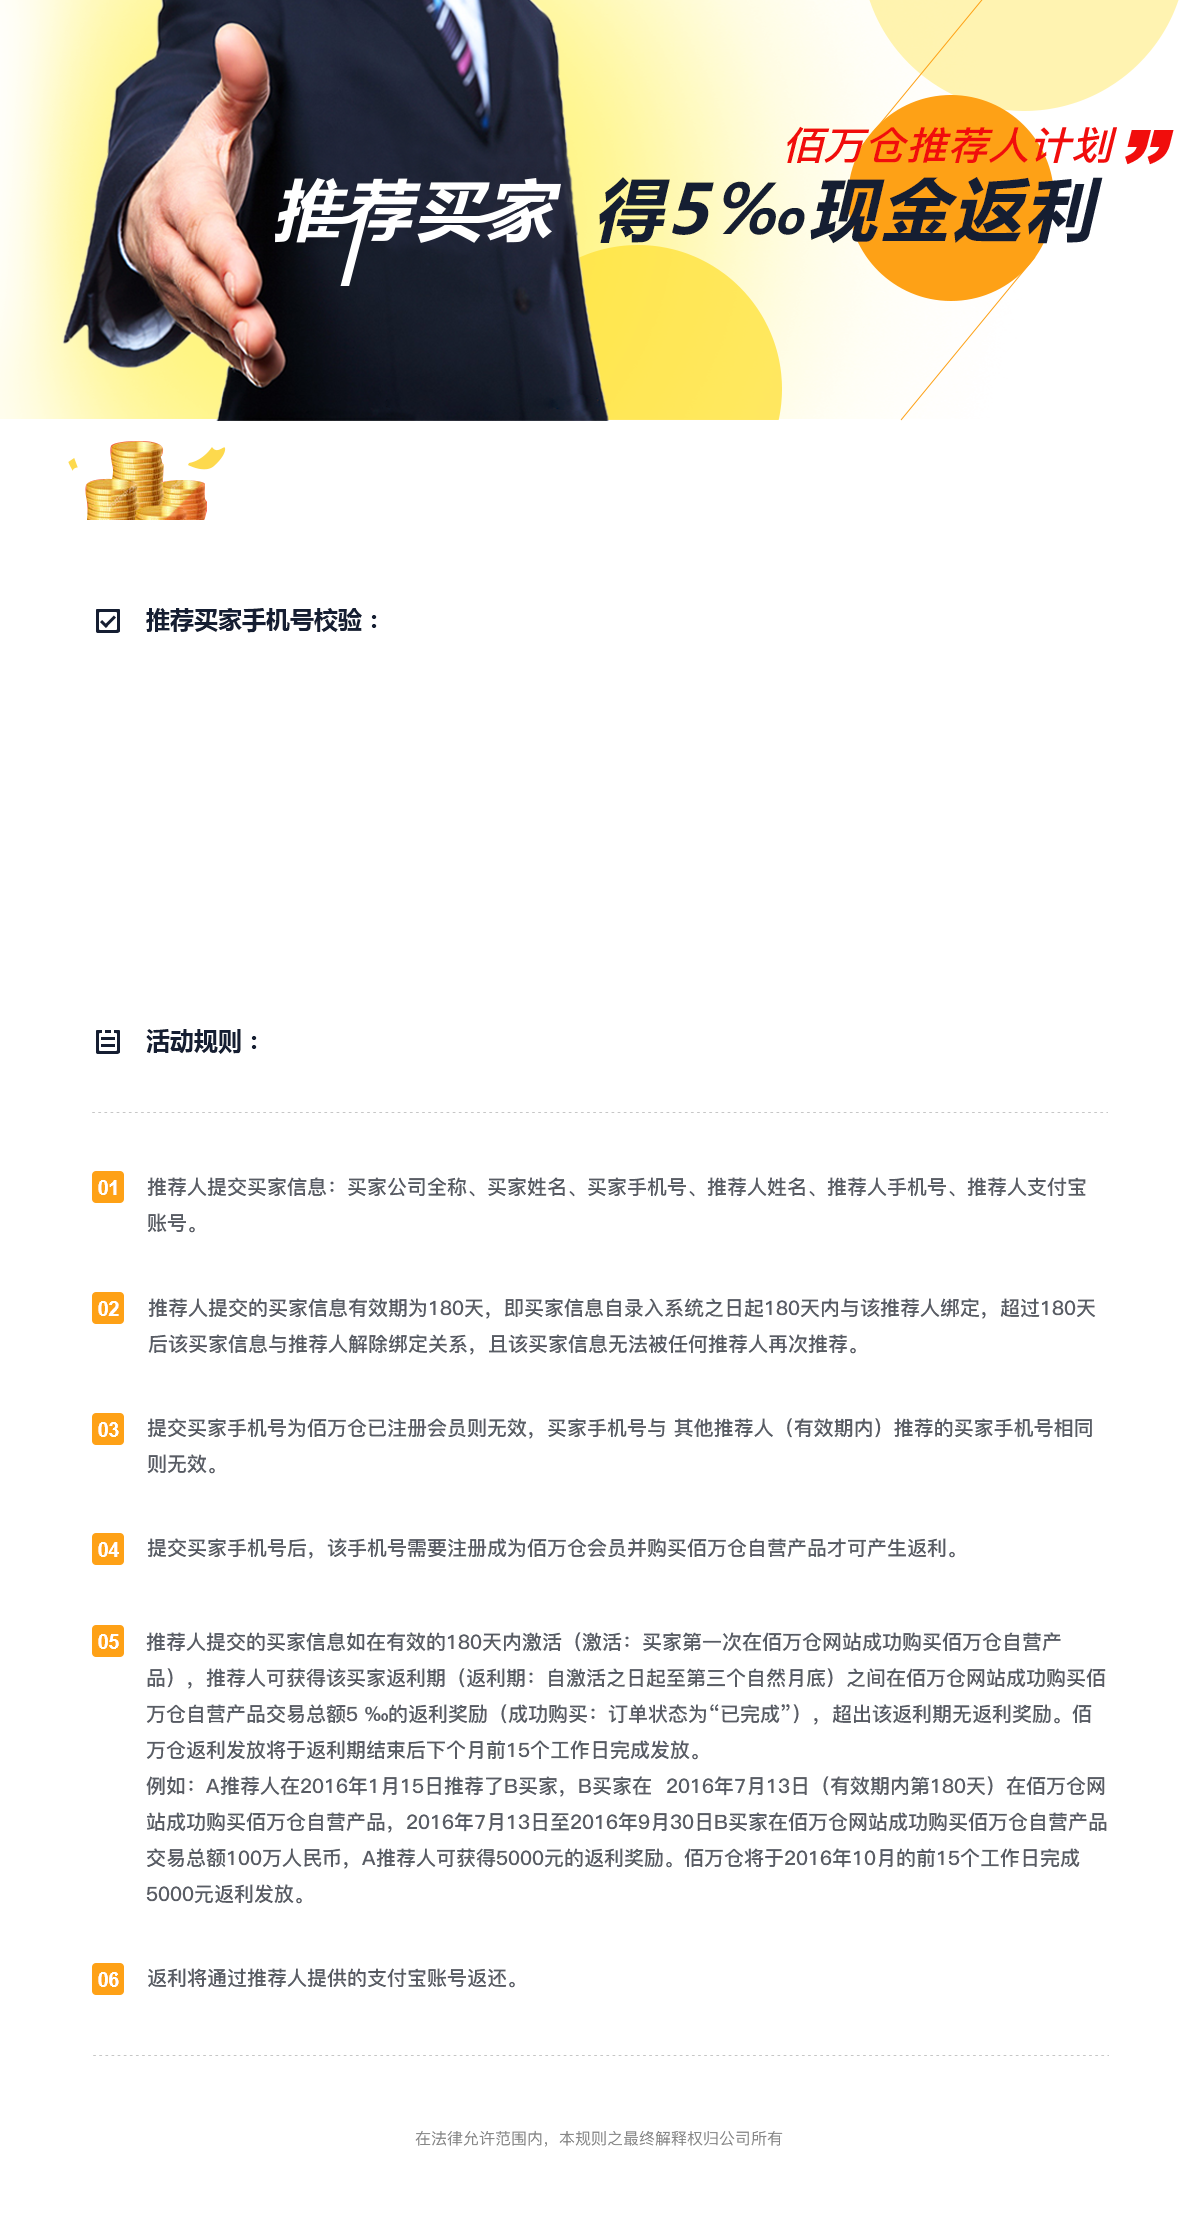 佰万仓推荐人计划 ”
推荐买家 得5‰现金返利
推荐买家手机号校验：
活动规则：
01 推荐人提交买家信息：买家公司全称、买家姓名、买家手机号、推荐人姓名、推荐人手机号、推荐人支付宝
账号。
02 推荐人提交的买家信息有效期为180天，即买家信息自录入系统之日起180天内与该推荐人绑定，超过180天
后该买家信息与推荐人解除绑定关系，且该买家信息无法被任何推荐人再次推荐。
03 提交买家手机号为佰万仓已注册会员则无效，买家手机号与 其他推荐人（有效期内）推荐的买家手机号相同
则无效。
04 提交买家手机号后，该手机号需要注册成为佰万仓会员并购买佰万仓自营产品才可产生返利。
05 推荐人提交的买家信息如在有效的180天内激活（激活：买家第一次在佰万仓网站成功购买佰万仓自营产
品），推荐人可获得该买家返利期（返利期：自激活之日起至第三个自然月底）之间在佰万仓网站成功购买佰
万仓自营产品交易总额5 ‰的返利奖励（成功购买：订单状态为“已完成”），超出该返利期无返利奖励。佰
万仓返利发放将于返利期结束后下个月前15个工作日完成发放。
例如：A推荐人在2016年1月15日推荐了B买家，B买家在 2016年7月13日（有效期内第180天）在佰万仓网
站成功购买佰万仓自营产品，2016年7月13日至2016年9月30日B买家在佰万仓网站成功购买佰万仓自营产品
交易总额100万人民币，A推荐人可获得5000元的返利奖励。佰万仓将于2016年10月的前15个工作日完成
5000元返利发放。
06 返利将通过推荐人提供的支付宝账号返还。
在法律允许范围内，本规则之最终解释权归公司所有